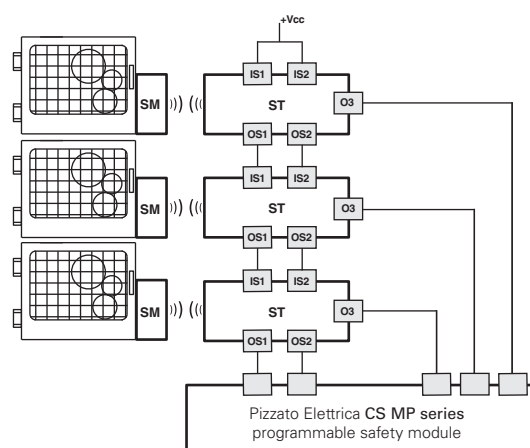 +Vcc
IS1 IS2
SM ST O3
OS1 OS2
IS1 IS2
SM ST O3
OS1 OS2
IS1 IS2
SM ST O3
OS1 OS2
Pizzato Elettrica CS MP series
programmable safety module